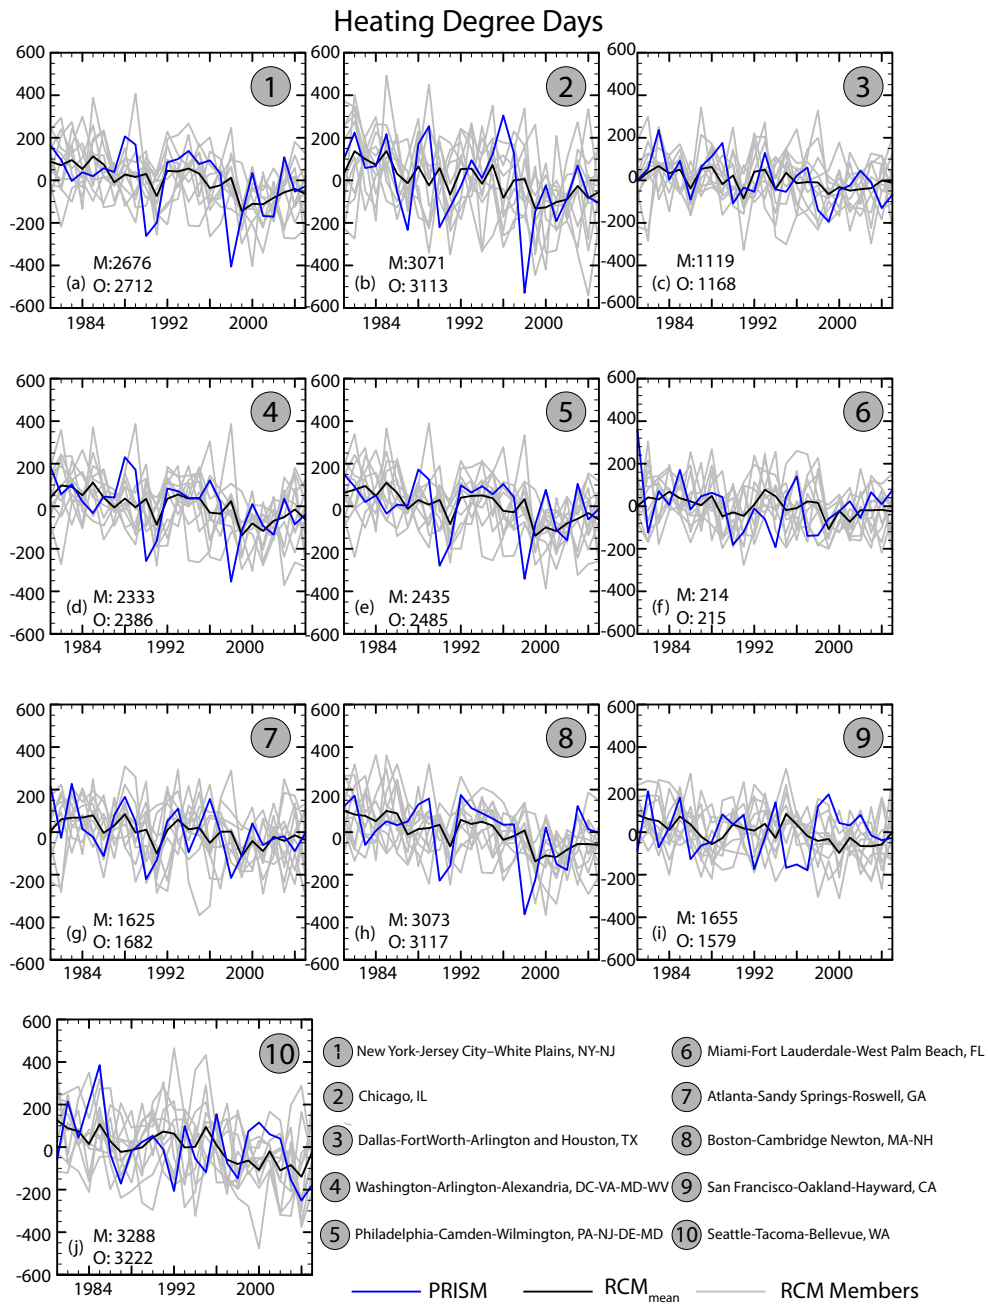 Heating Degree Days
600
400
200
0
-200
-400
-600
1984 1992 2000
1
(a)
M:2676
O: 2712
600
400
200
0
-200
-400
-600
1984 1992 2000
2
(b)
M:3071
O: 3113
600
400
200
0
-200
-400
-600
1984 1992 2000
3
(c)
M:1119
O: 1168
600
400
200
0
-200
-400
-600
1984 1992 2000
4
(d)
M: 2333
O: 2386
600
400
200
0
-200
-400
-600
1984 1992 2000
5
(e)
M: 2435
O: 2485
600
400
200
0
-200
-400
-600
1984 1992 2000
6
(f)
M: 214
O: 215
600
400
200
0
-200
-400
-600
1984 1992 2000
7
(g)
M: 1625
O: 1682
600
400
200
0
-200
-400
-600
1984 1992 2000
8
(h)
M: 3073
O: 3117
600
400
200
0
-200
-400
-600
1984 1992 2000
9
(i)
M: 1655
O: 1579
600
400
200
0
-200
-400
-600
1984 1992 2000
10
(j)
M: 3288
O: 3222
1 New York-Jersey City–White Plains, NY-NJ
2 Chicago, IL
3 Dallas-FortWorth-Arlington and Houston, TX
4 Washington-Arlington-Alexandria, DC-VA-MD-WV
5 Philadelphia-Camden-Wilmington, PA-NJ-DE-MD
6 Miami-Fort Lauderdale-West Palm Beach, FL
7 Atlanta-Sandy Springs-Roswell, GA
8 Boston-Cambridge Newton, MA-NH
9 San Francisco-Oakland-Hayward, CA
10 Seattle-Tacoma-Bellevue, WA
PRISM
RCM mean
RCM Members